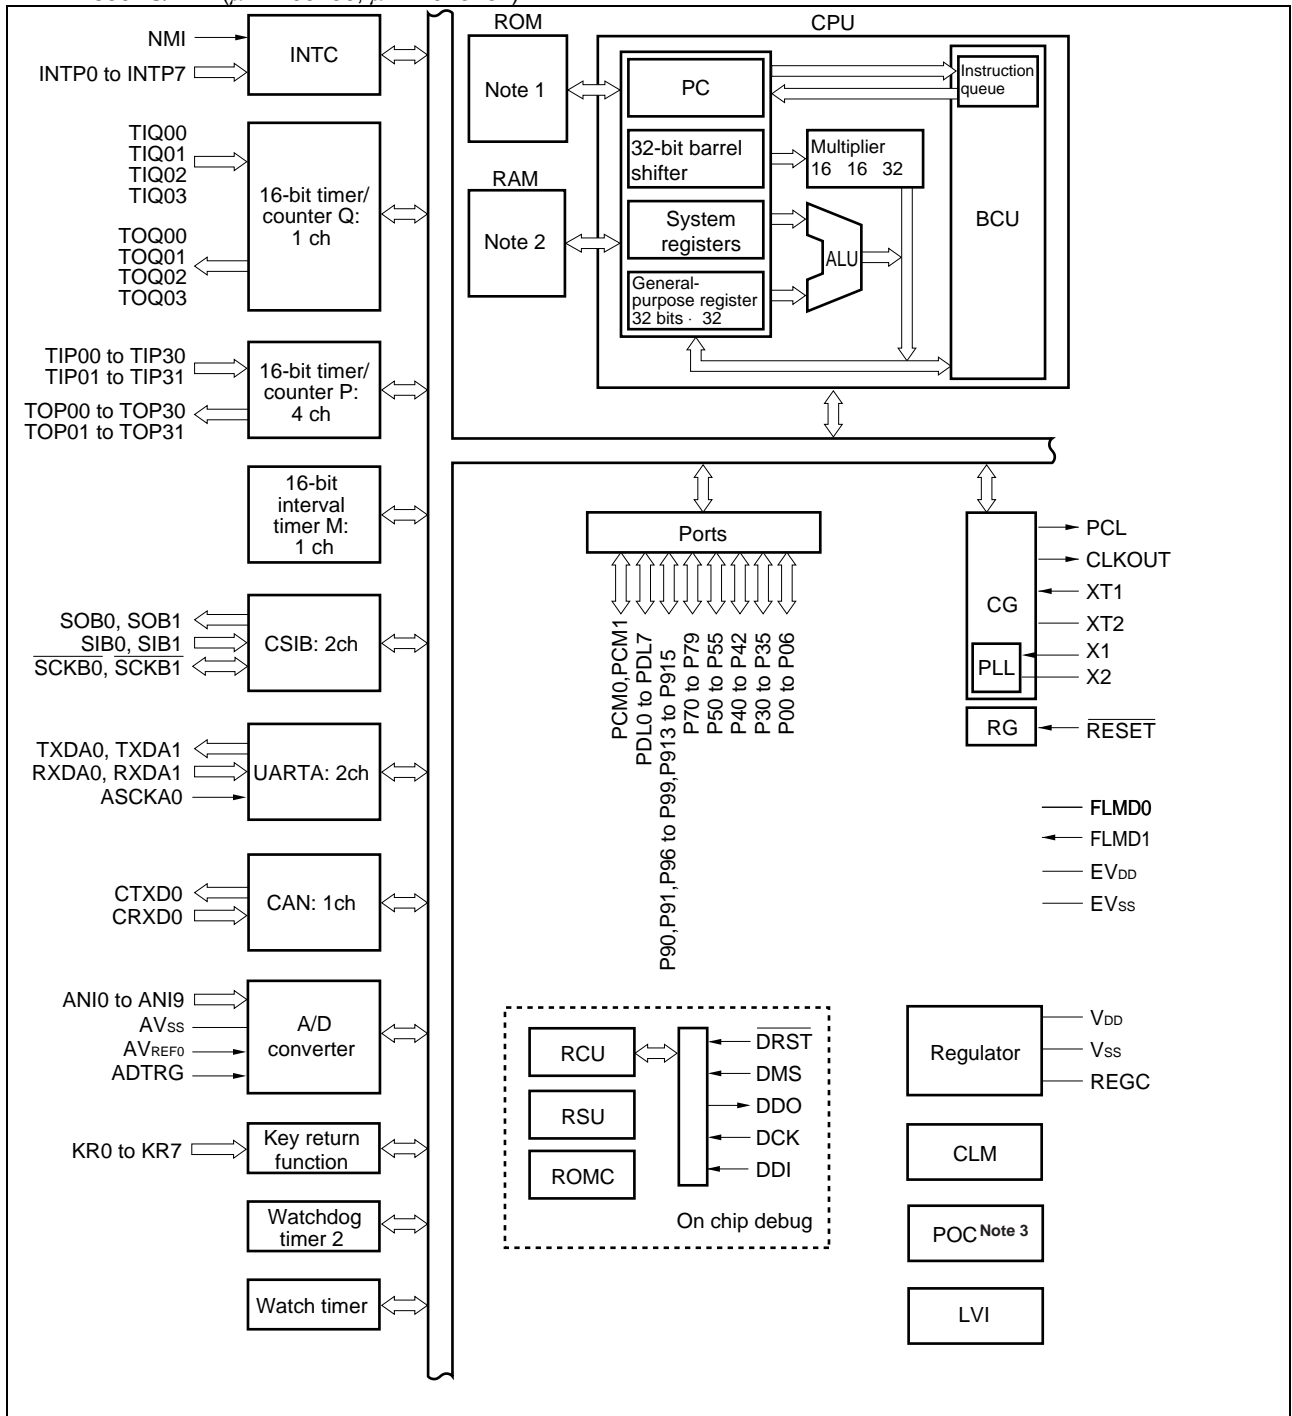 NMI
INTP0 to INTP7
INTC
TIQ00
TIQ01
TIQ02
TIQ03
TOQ00
TOQ01
TOQ02
TOQ03
16-bit timer/
counter Q:
1 ch
TIP00 to TIP30
TIP01 to TIP31
TOP00 to TOP30
TOP01 to TOP31
16-bit timer/
counter P:
4 ch
16-bit
interval
timer M:
1 ch
SOB0, SOB1
SIB0, SIB1
SCKB0, SCKB1
CSIB: 2ch
TXDA0, TXDA1
RXDA0, RXDA1
ASCKA0
UARTA: 2ch
CTXD0
CRXD0
CAN: 1ch
ANI0 to ANI9
AVSS
AVREF0
ADTRG
A/D
converter
KR0 to KR7
Key return
function
Watchdog
timer 2
Watch timer
ROM
Note 1
RAM
Note 2
CPU
PC
32-bit barrel
shifter
System
registers
General-
purpose register
32 bits · 32
Multiplier
16 16 32
ALU
Instruction
queue
BCU
Ports
PCM0,PCM1
PDL0 to PDL7
P90,P91,P96 to P99,P913 to P915
P70 to P79
P50 to P55
P40 to P42
P30 to P35
P00 to P06
CG
PLL
PCL
CLKOUT
XT1
XT2
X1
X2
RG
RESET
FLMD0
FLMD1
EVDD
EVSS
RCU
RSU
ROMC
DRST
DMS
DDO
DCK
DDI
On chip debug
Regulator
VDD
VSS
REGC
CLM
POC Note 3
LVI